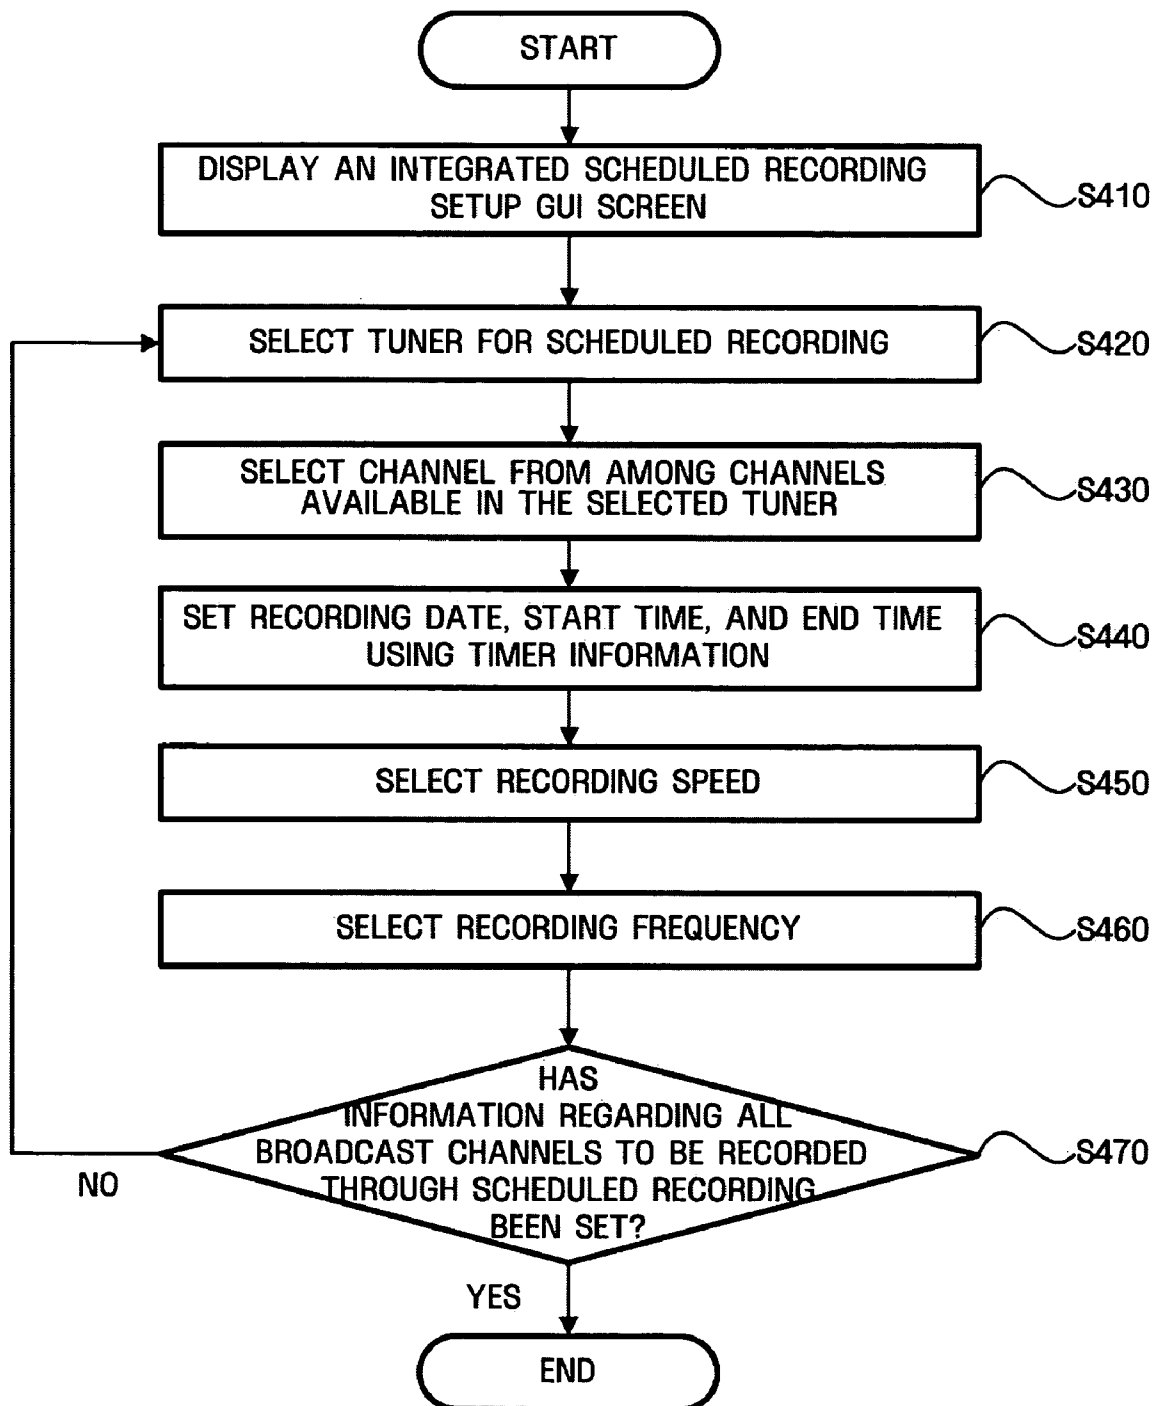 START
DISPLAY AN INTEGRATED SCHEDULED RECORDING
SETUP GUI SCREEN
S410
SELECT TUNER FOR SCHEDULED RECORDING
S420
SELECT CHANNEL FROM AMONG CHANNELS
AVAILABLE IN THE SELECTED TUNER
S430
SET RECORDING DATE, START TIME, AND END TIME
USING TIMER INFORMATION
S440
SELECT RECORDING SPEED
S450
SELECT RECORDING FREQUENCY
S460
HAS
INFORMATION REGARDING ALL
BROADCAST CHANNELS TO BE RECORDED
THROUGH SCHEDULED RECORDING
BEEN SET?
S470
NO
YES
END